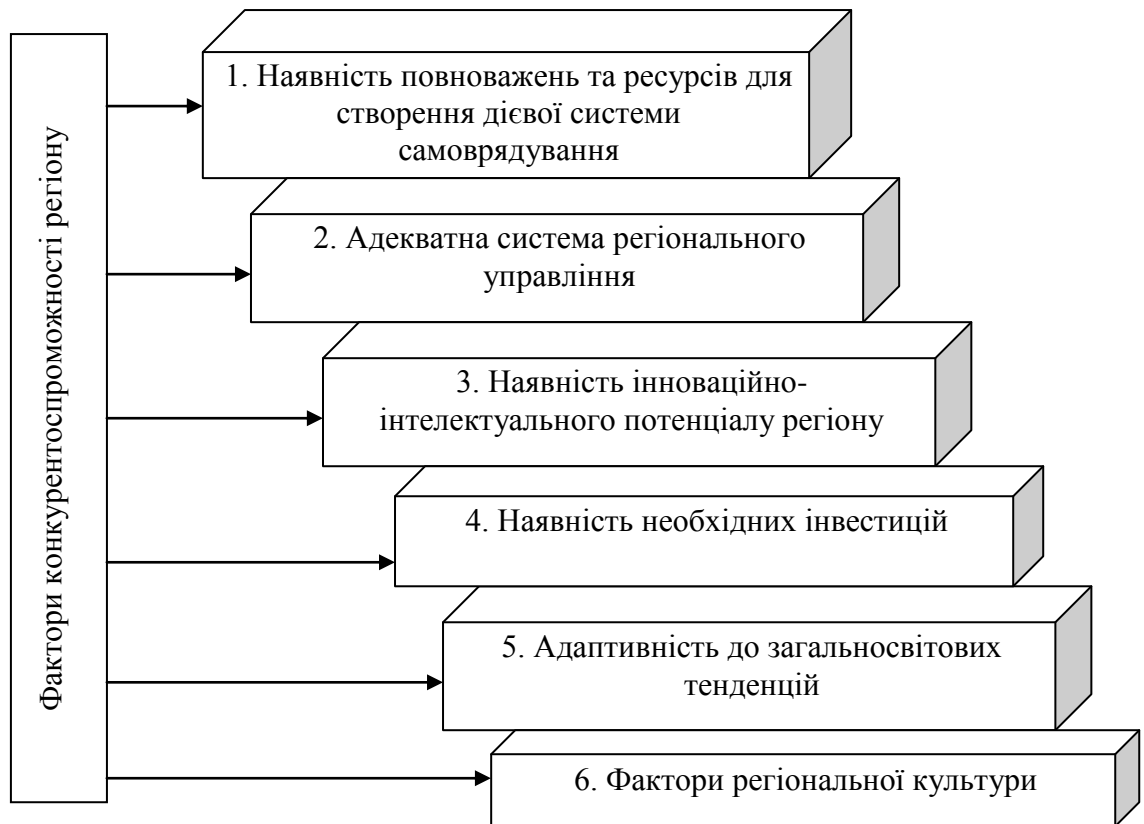 Фактори конкурентоспроможності регіону
1. Наявність повноважень та ресурсів для
створення дієвої системи
самоврядування
2. Адекватна система регіонального
управління
3. Наявність інноваційно-
інтелектуального потенціалу регіону
4. Наявність необхідних інвестицій
5. Адаптивність до загальносвітових
тенденцій
6. Фактори регіональної культури